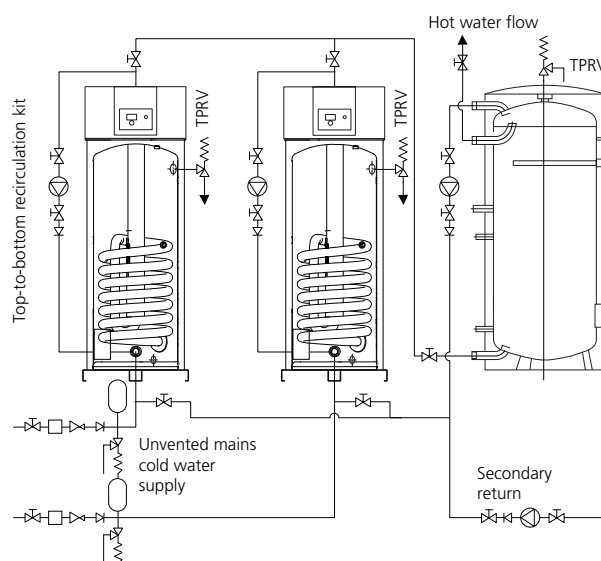 Hot water flow
TPRV
TPRV
TPRV
Top-to-bottom recirculation kit
Unvented mains
cold water
supply
Secondary
return